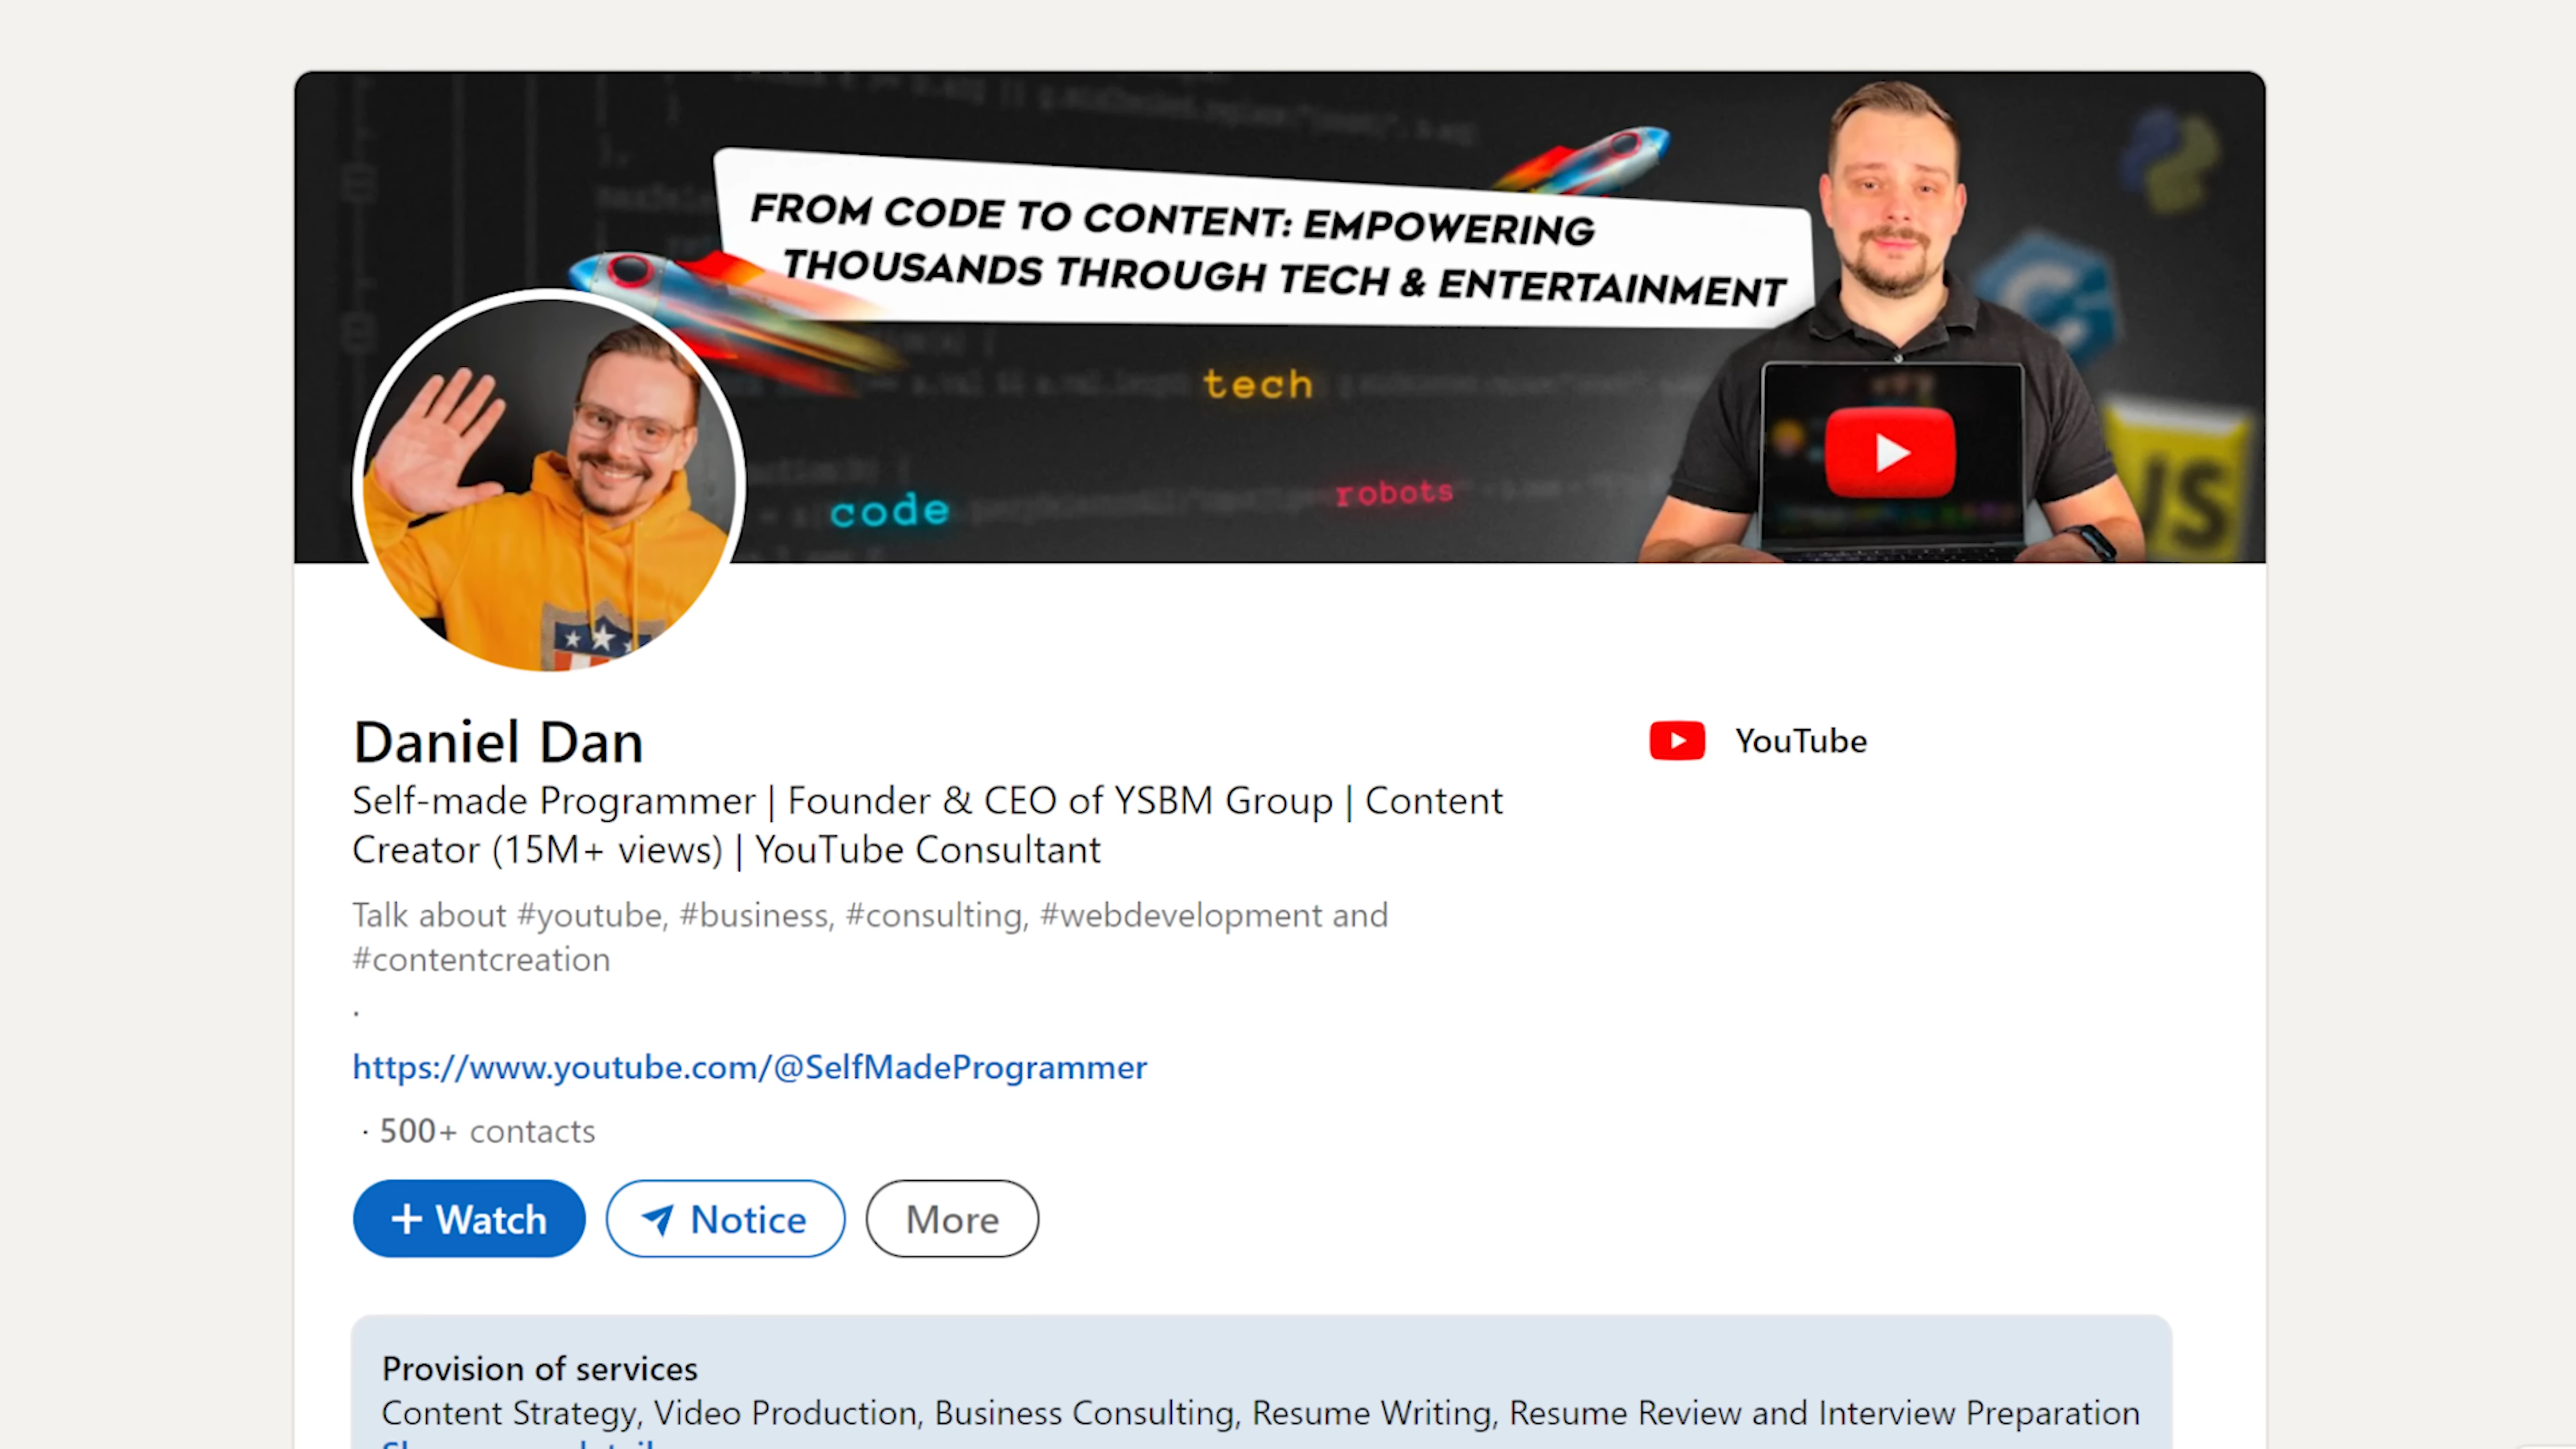 FROM CODE TO CONTENT: EMPOWERING
THOUSANDS THROUGH TECH & ENTERTAINMENT
tech
code
robots
JS
Daniel Dan
YouTube
Self-made Programmer | Founder & CEO of YSBM Group | Content
Creator (15M+ views) | YouTube Consultant
Talk about #youtube, #business, #consulting, #webdevelopment and
#contentcreation
.
https://www.youtube.com/@SelfMadeProgrammer
· 500+ contacts
+ Watch
Notice
More
Provision of services
Content Strategy, Video Production, Business Consulting, Resume Writing, Resume Review and Interview Preparation